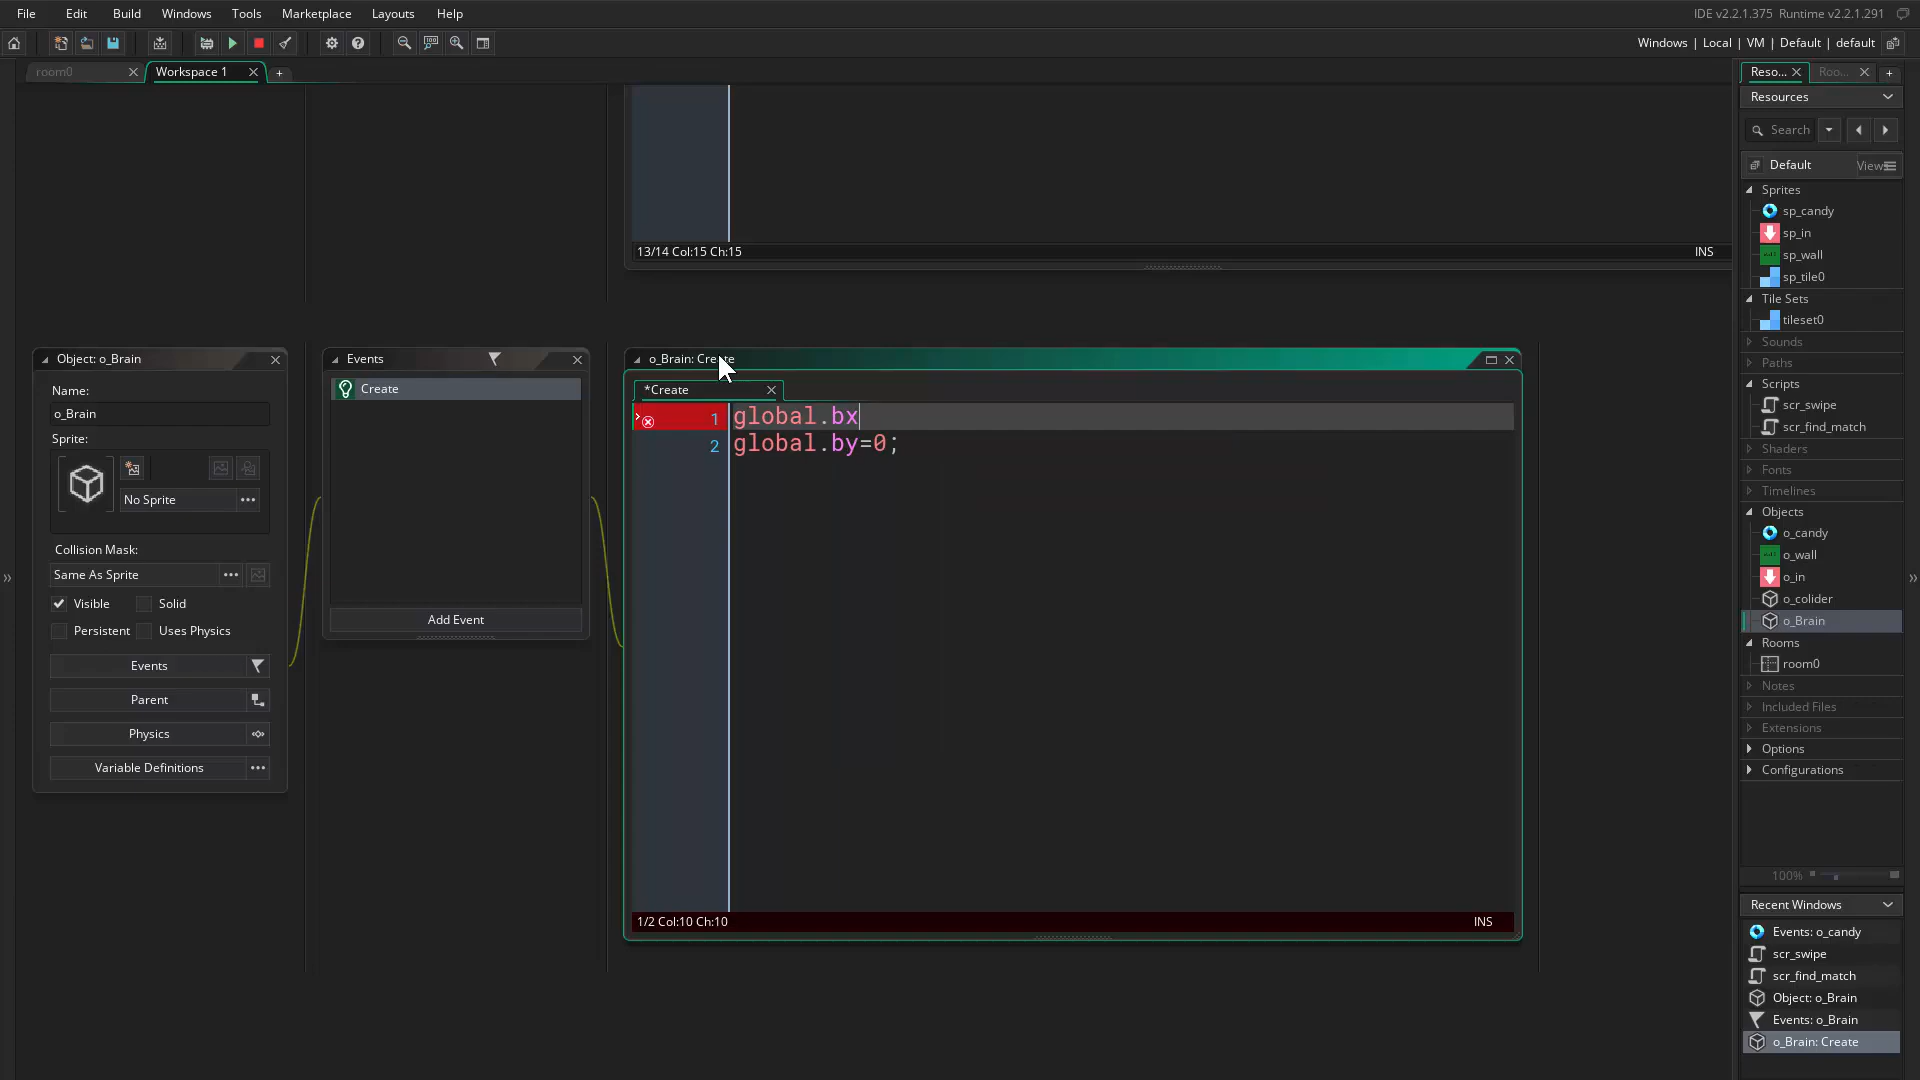 File Edit Build Windows Tools Marketplace Layouts Help
IDE v2.2.1.375 Runtime v2.2.1.291
Windows | Local | VM | Default | default
room0
Workspace 1
Reso...
Roo...
Resources
Search
Default
View
Sprites
sp_candy
sp_in
sp_wall
sp_tile0
Tile Sets
tileset0
Sounds
Paths
Scripts
scr_swipe
scr_find_match
Shaders
Fonts
Timelines
Objects
o_candy
o_wall
o_in
o_colider
o_Brain
Rooms
room0
Notes
Included Files
Extensions
Options
Configurations
100%
Recent Windows
Events: o_candy
scr_swipe
scr_find_match
Object: o_Brain
Events: o_Brain
o_Brain: Create
13/14 Col:15 Ch:15
INS
Object: o_Brain
Name:
o_Brain
Sprite:
No Sprite
Collision Mask:
Same As Sprite
Visible
Solid
Persistent
Uses Physics
Events
Parent
Physics
Variable Definitions
Events
Create
Add Event
o_Brain: Create
*Create
1 global.bx
2 global.by=0;
1/2 Col:10 Ch:10
INS